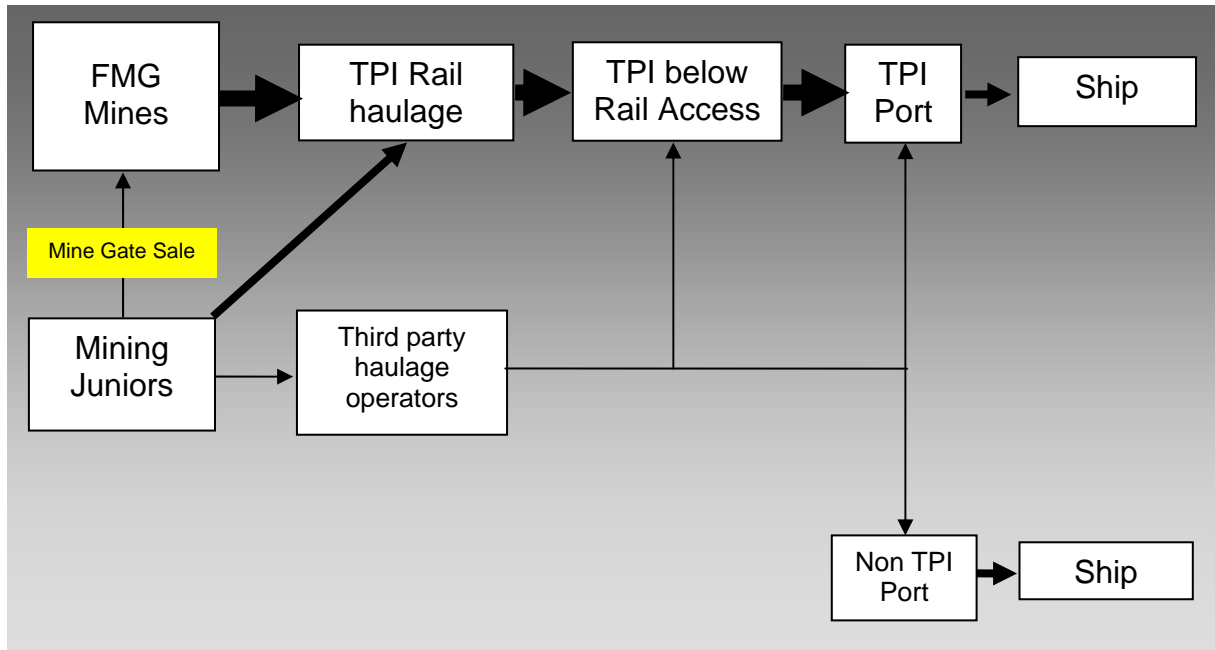 FMG
Mines
TPI Rail
haulage
TPI below
Rail Access
TPI
Port
Ship
Mine Gate Sale
Mining
Juniors
Third party
haulage
operators
Non TPI
Port
Ship